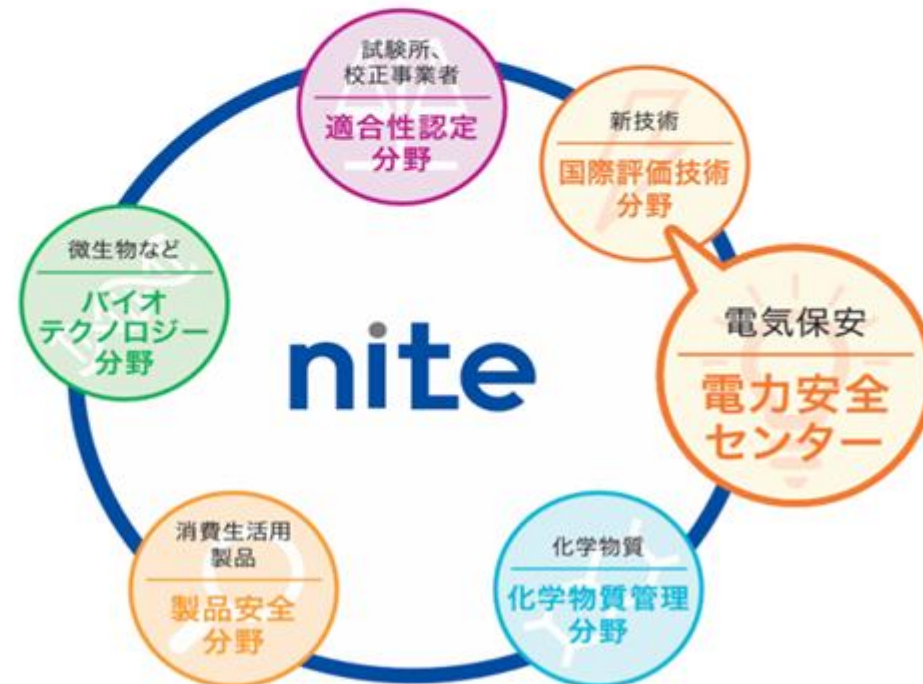 試験所、
校正事業者
適合性認定
分野
新技術
国際評価技術
分野
電気保安
電力安全
センター
微生物など
バイオ
テクノロジー
分野
nite
消費生活用
製品
製品安全
分野
化学物質
化学物質管理
分野